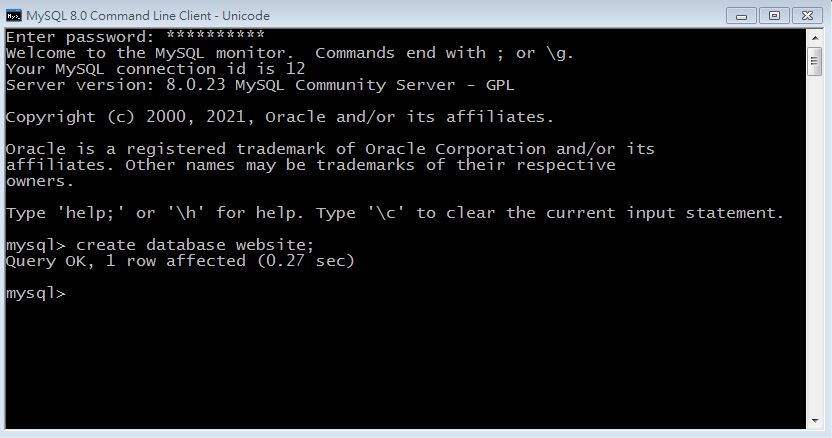 MySQL 8.0 Command Line Client - Unicode
Enter password: **********
Welcome to the MySQL monitor.  Commands end with ; or \g.
Your MySQL connection id is 12
Server version: 8.0.23 MySQL Community Server - GPL
Copyright (c) 2000, 2021, Oracle and/or its affiliates.
Oracle is a registered trademark of Oracle Corporation and/or its
affiliates. Other names may be trademarks of their respective
owners.
Type 'help;' or '\h' for help. Type '\c' to clear the current input statement.
mysql> create database website;
Query OK, 1 row affected (0.27 sec)
mysql>